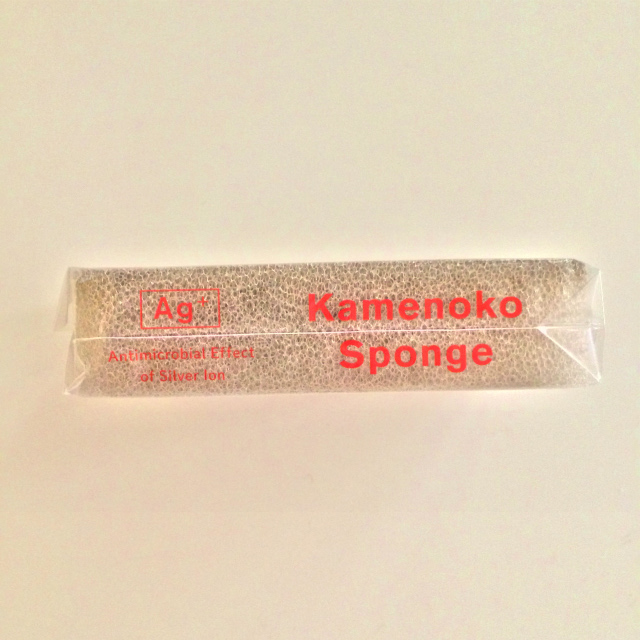 Ag+
Antimicrobial Effect
of Silver Ion
Kamenoko
Sponge